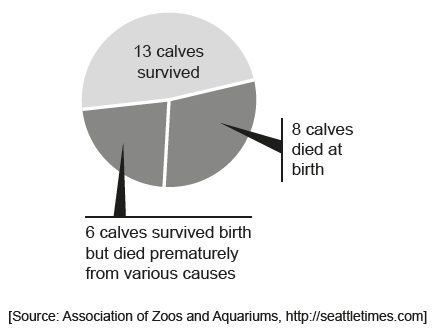 13 calves
survived
8 calves
died at
birth
6 calves survived birth
but died prematurely
from various causes
[Source: Association of Zoos and Aquariums, http://seattletimes.com]